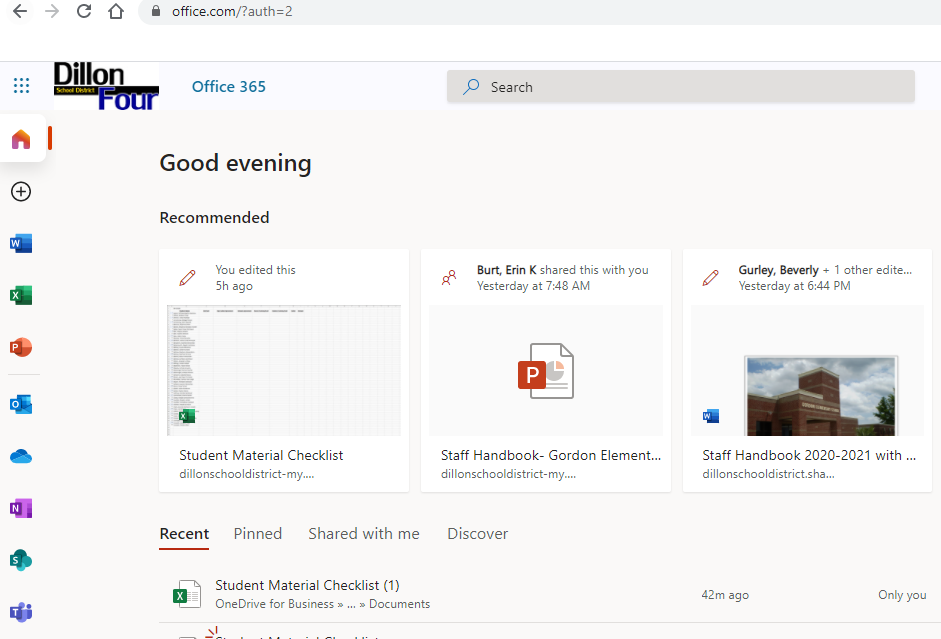 office.com/?auth=2
Dillon
School District
Four
Office 365
Search
Good evening
Recommended
You edited this
5h ago
Student Material Checklist
dillonschooldistrict-my....
Burt, Erin K shared this with you
Yesterday at 7:48 AM
P
Staff Handbook- Gordon Element...
dillonschooldistrict-my....
Gurley, Beverly + 1 other edite...
Yesterday at 6:44 PM
Staff Handbook 2020-2021 with ...
dillonschooldistrict.sha...
Recent Pinned Shared with me Discover
Student Material Checklist (1)
OneDrive for Business » ... » Documents
42m ago
Only you
Student Material Checklist